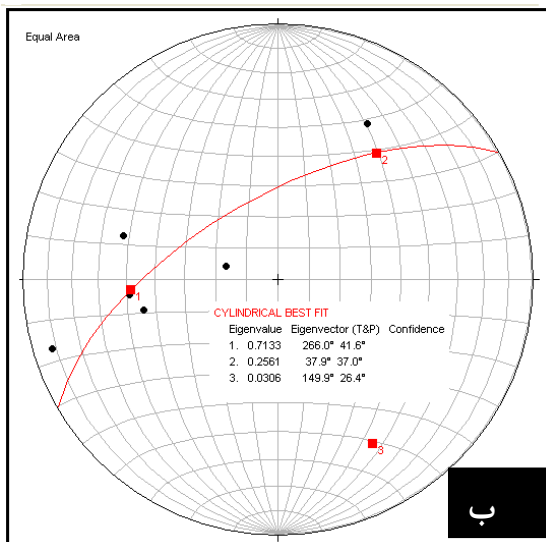 Equal Area
2
1
CYLINDRICAL BEST FIT
Eigenvalue Eigenvector (T&P) Confidence
1. 0.7133 266.0° 41.6°
2. 0.2561 37.9° 37.0°
3. 0.0306 149.9° 26.4°
3
ب